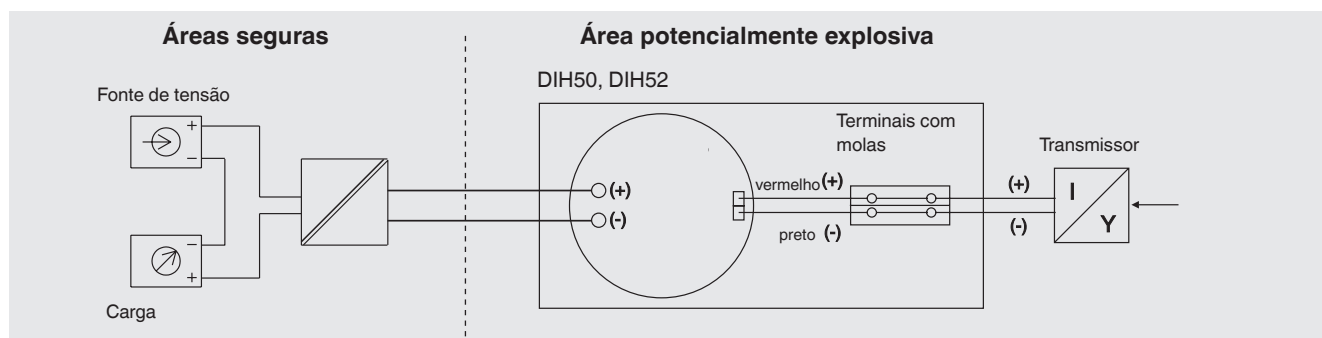 Áreas seguras
Área potencialmente explosiva
DIH50, DIH52
Fonte de tensão
+
−
Terminais com
molas
Transmissor
(+)
(-)
vermelho (+)
preto (-)
(+)
(-)
I
Y
−
+
Carga